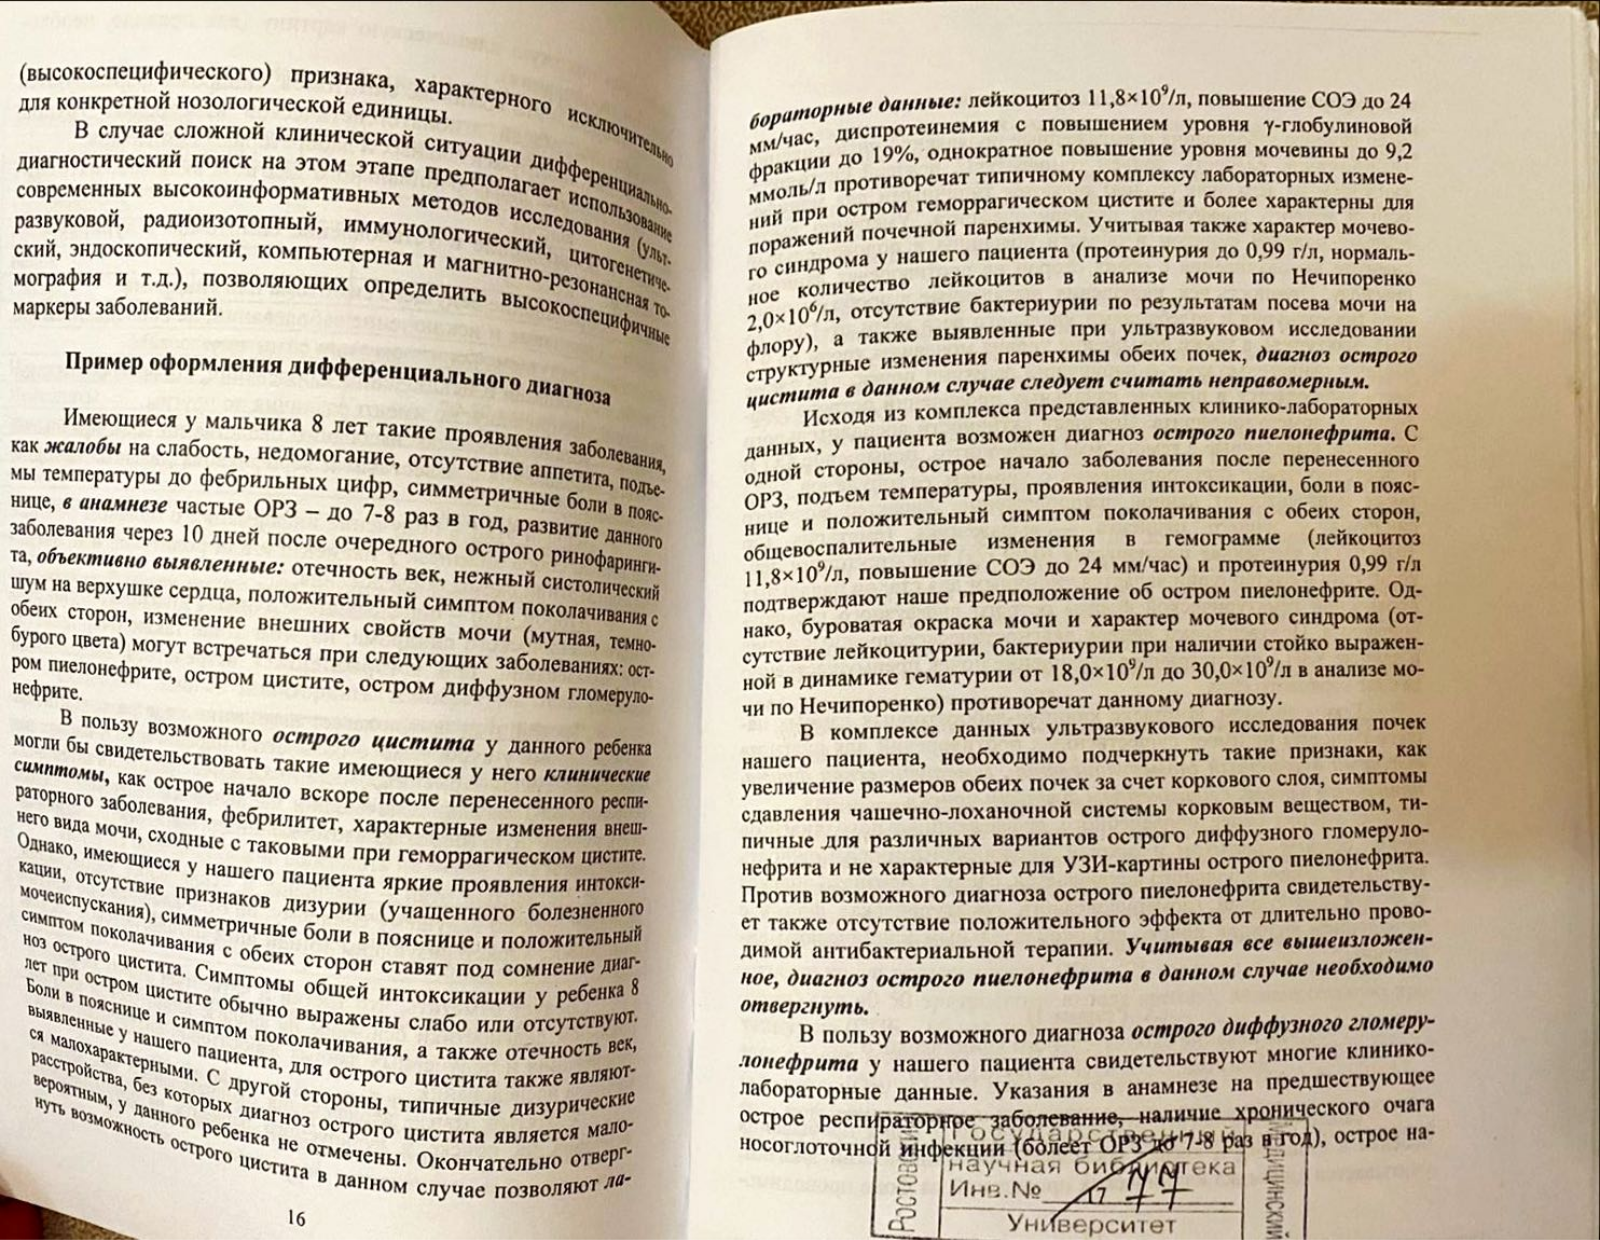 (высокоспецифического) признака, характерного исключительно
для конкретной нозологической единицы.
В случае сложной клинической ситуации дифференциально-
диагностический поиск на этом этапе предполагает использование
современных высокоинформативных методов исследования (ульт-
развуковой, радиоизотопный, иммунологический, цитогенетиче-
ский, эндоскопический, компьютерная и магнитно-резонансная то-
мография и т.д.), позволяющих определить высокоспецифичные
маркеры заболеваний.
Пример оформления дифференциального диагноза
Имеющиеся у мальчика 8 лет такие проявления заболевания,
как жалобы на слабость, недомогание, отсутствие аппетита, подъе-
мы температуры до фебрильных цифр, симметричные боли в пояс-
нице, в анамнезе частые ОРЗ – до 7-8 раз в год, развитие данного
заболевания через 10 дней после очередного острого ринофаринги-
та, объективно выявленные: отечность век, нежный систолический
шум на верхушке сердца, положительный симптом поколачивания с
обеих сторон, изменение внешних свойств мочи (мутная, темно-
бурого цвета) могут встречаться при следующих заболеваниях: ост-
ром пиелонефрите, остром цистите, остром диффузном гломеруло-
нефрите.
В пользу возможного острого цистита у данного ребенка
могли бы свидетельствовать такие имеющиеся у него клинические
симптомы, как острое начало вскоре после перенесенного респи-
раторного заболевания, фебрилитет, характерные изменения внеш-
него вида мочи, сходные с таковыми при геморрагическом цистите.
Однако, имеющиеся у нашего пациента яркие проявления интокси-
кации, отсутствие признаков дизурии (учащенного болезненного
мочеиспускания), симметричные боли в пояснице и положительный
симптом поколачивания с обеих сторон ставят под сомнение диаг-
ноз острого цистита. Симптомы общей интоксикации у ребенка 8
лет при остром цистите обычно выражены слабо или отсутствуют.
Боли в пояснице и симптом поколачивания, а также отечность век,
выявленные у нашего пациента, для острого цистита также являют-
ся малохарактерными. С другой стороны, типичные дизурические
расстройства, без которых диагноз острого цистита является мало-
вероятным, у данного ребенка не отмечены. Окончательно отверг-
нуть возможность острого цистита в данном случае позволяют ла-
16
бораторные данные: лейкоцитоз 11,8×10⁹/л, повышение СОЭ до 24
мм/час, диспротеинемия с повышением уровня γ-глобулиновой
фракции до 19%, однократное повышение уровня мочевины до 9,2
ммоль/л противоречат типичному комплексу лабораторных измене-
ний при остром геморрагическом цистите и более характерны для
поражений почечной паренхимы. Учитывая также характер мочево-
го синдрома у нашего пациента (протеинурия до 0,99 г/л, нормаль-
ное количество лейкоцитов в анализе мочи по Нечипоренко
2,0×10⁶/л, отсутствие бактериурии по результатам посева мочи на
флору), а также выявленные при ультразвуковом исследовании
структурные изменения паренхимы обеих почек, диагноз острого
цистита в данном случае следует считать неправомерным.
Исходя из комплекса представленных клинико-лабораторных
данных, у пациента возможен диагноз острого пиелонефрита. С
одной стороны, острое начало заболевания после перенесенного
ОРЗ, подъем температуры, проявления интоксикации, боли в пояс-
нице и положительный симптом поколачивания с обеих сторон,
общевоспалительные изменения в гемограмме (лейкоцитоз
11,8×10⁹/л, повышение СОЭ до 24 мм/час) и протеинурия 0,99 г/л
подтверждают наше предположение об остром пиелонефрите. Од-
нако, буроватая окраска мочи и характер мочевого синдрома (от-
сутствие лейкоцитурии, бактериурии при наличии стойко выражен-
ной в динамике гематурии от 18,0×10⁹/л до 30,0×10⁹/л в анализе мо-
чи по Нечипоренко) противоречат данному диагнозу.
В комплексе данных ультразвукового исследования почек
нашего пациента, необходимо подчеркнуть такие признаки, как
увеличение размеров обеих почек за счет коркового слоя, симптомы
сдавления чашечно-лоханочной системы корковым веществом, ти-
пичные для различных вариантов острого диффузного гломеруло-
нефрита и не характерные для УЗИ-картины острого пиелонефрита.
Против возможного диагноза острого пиелонефрита свидетельству-
ет также отсутствие положительного эффекта от длительно прово-
димой антибактериальной терапии. Учитывая все вышеизложен-
ное, диагноз острого пиелонефрита в данном случае необходимо
отвергнуть.
В пользу возможного диагноза острого диффузного гломеру-
лонефрита у нашего пациента свидетельствуют многие клинико-
лабораторные данные. Указания в анамнезе на предшествующее
острое респираторное заболевание, наличие хронического очага
носоглоточной инфекции (болеет ОРЗ до 7-8 раз в год), острое на-
Государственный
научная библиотека
Инв.№
Университет